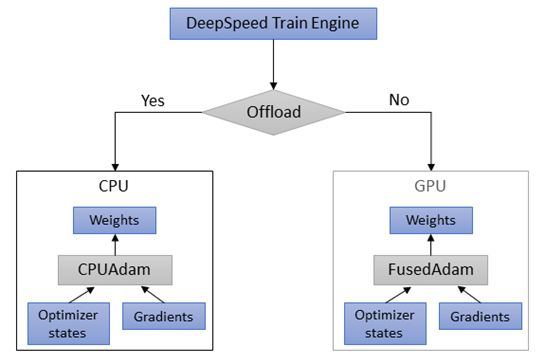 DeepSpeed Train Engine
Offload
Yes
No
CPU
Weights
CPUAdam
Optimizer
states
Gradients
GPU
Weights
FusedAdam
Optimizer
states
Gradients